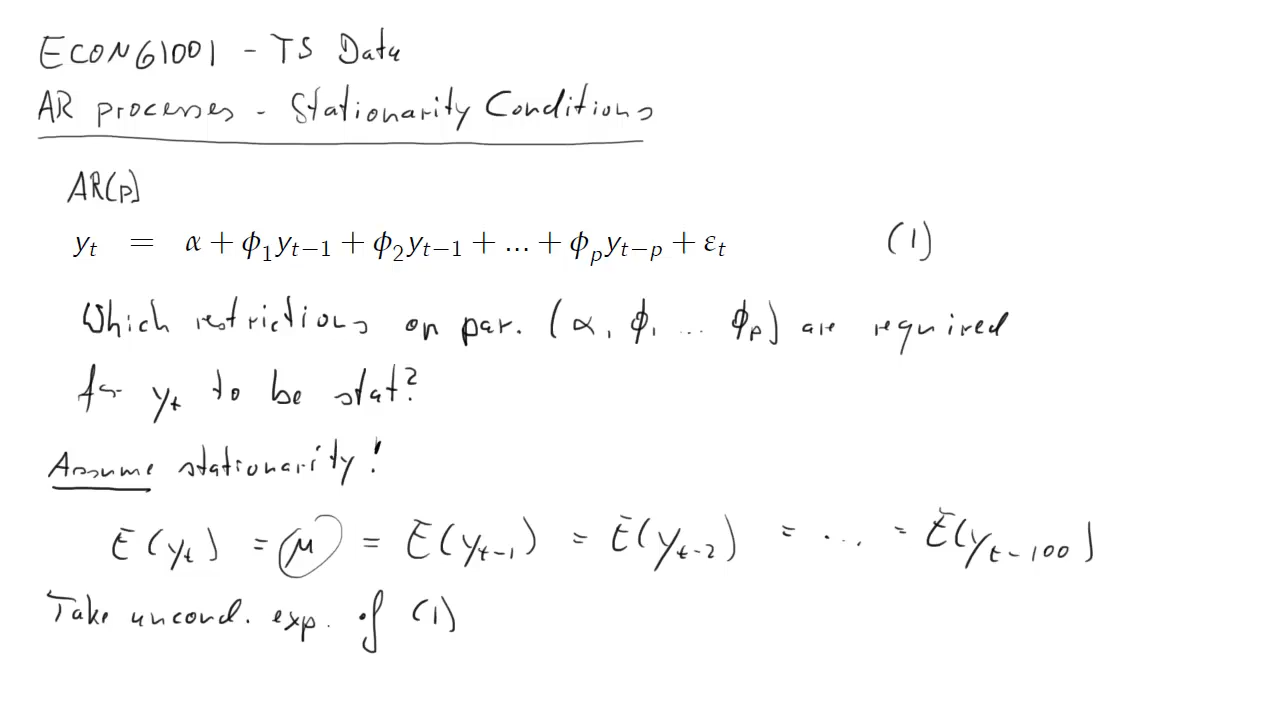 ECON61001 - TS Data
AR processes - Stationarity Conditions
AR(p)
yₜ = α + ϕ₁yₜ₋₁ + ϕ₂yₜ₋₁ + ... + ϕₚyₜ₋ₚ + εₜ (1)
Which restrictions on par. (α, ϕ, ... ϕₚ) are required
for yₜ to be stat?
Assume stationarity!
E(yₜ) = μ = E(yₜ₋₁) = E(yₜ₋₂) = ... = E(yₜ₋₁₀₀)
Take uncond. exp. of (1)